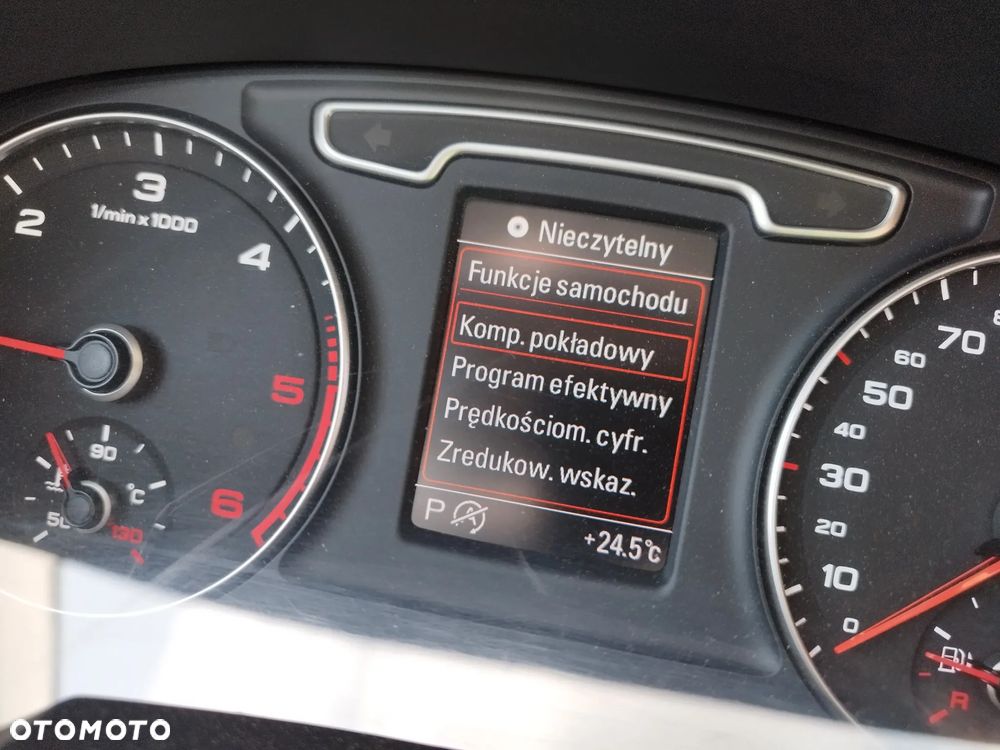 Nieczytelny
Funkcje samochodu
Komp. pokładowy
Program efektywny
Prędkościom. cyfr.
Zredukow. wskaz.
P A
+24.5°C
2
3
1/min x 1000
4
5
6
50
90
°C
130
0
10
20
30
40
50
60
70
R
OTOMOTO